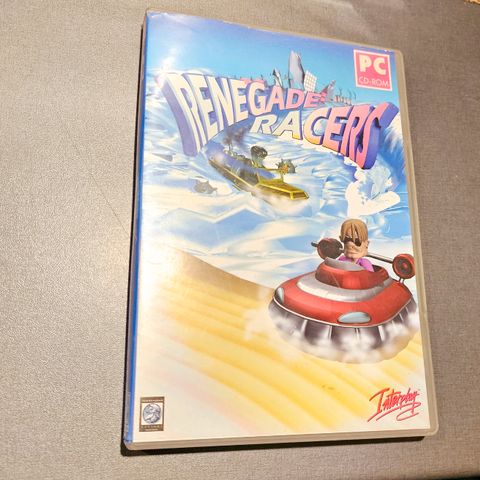 PC
CD-ROM
RENEGADE
RACERS
Interplay